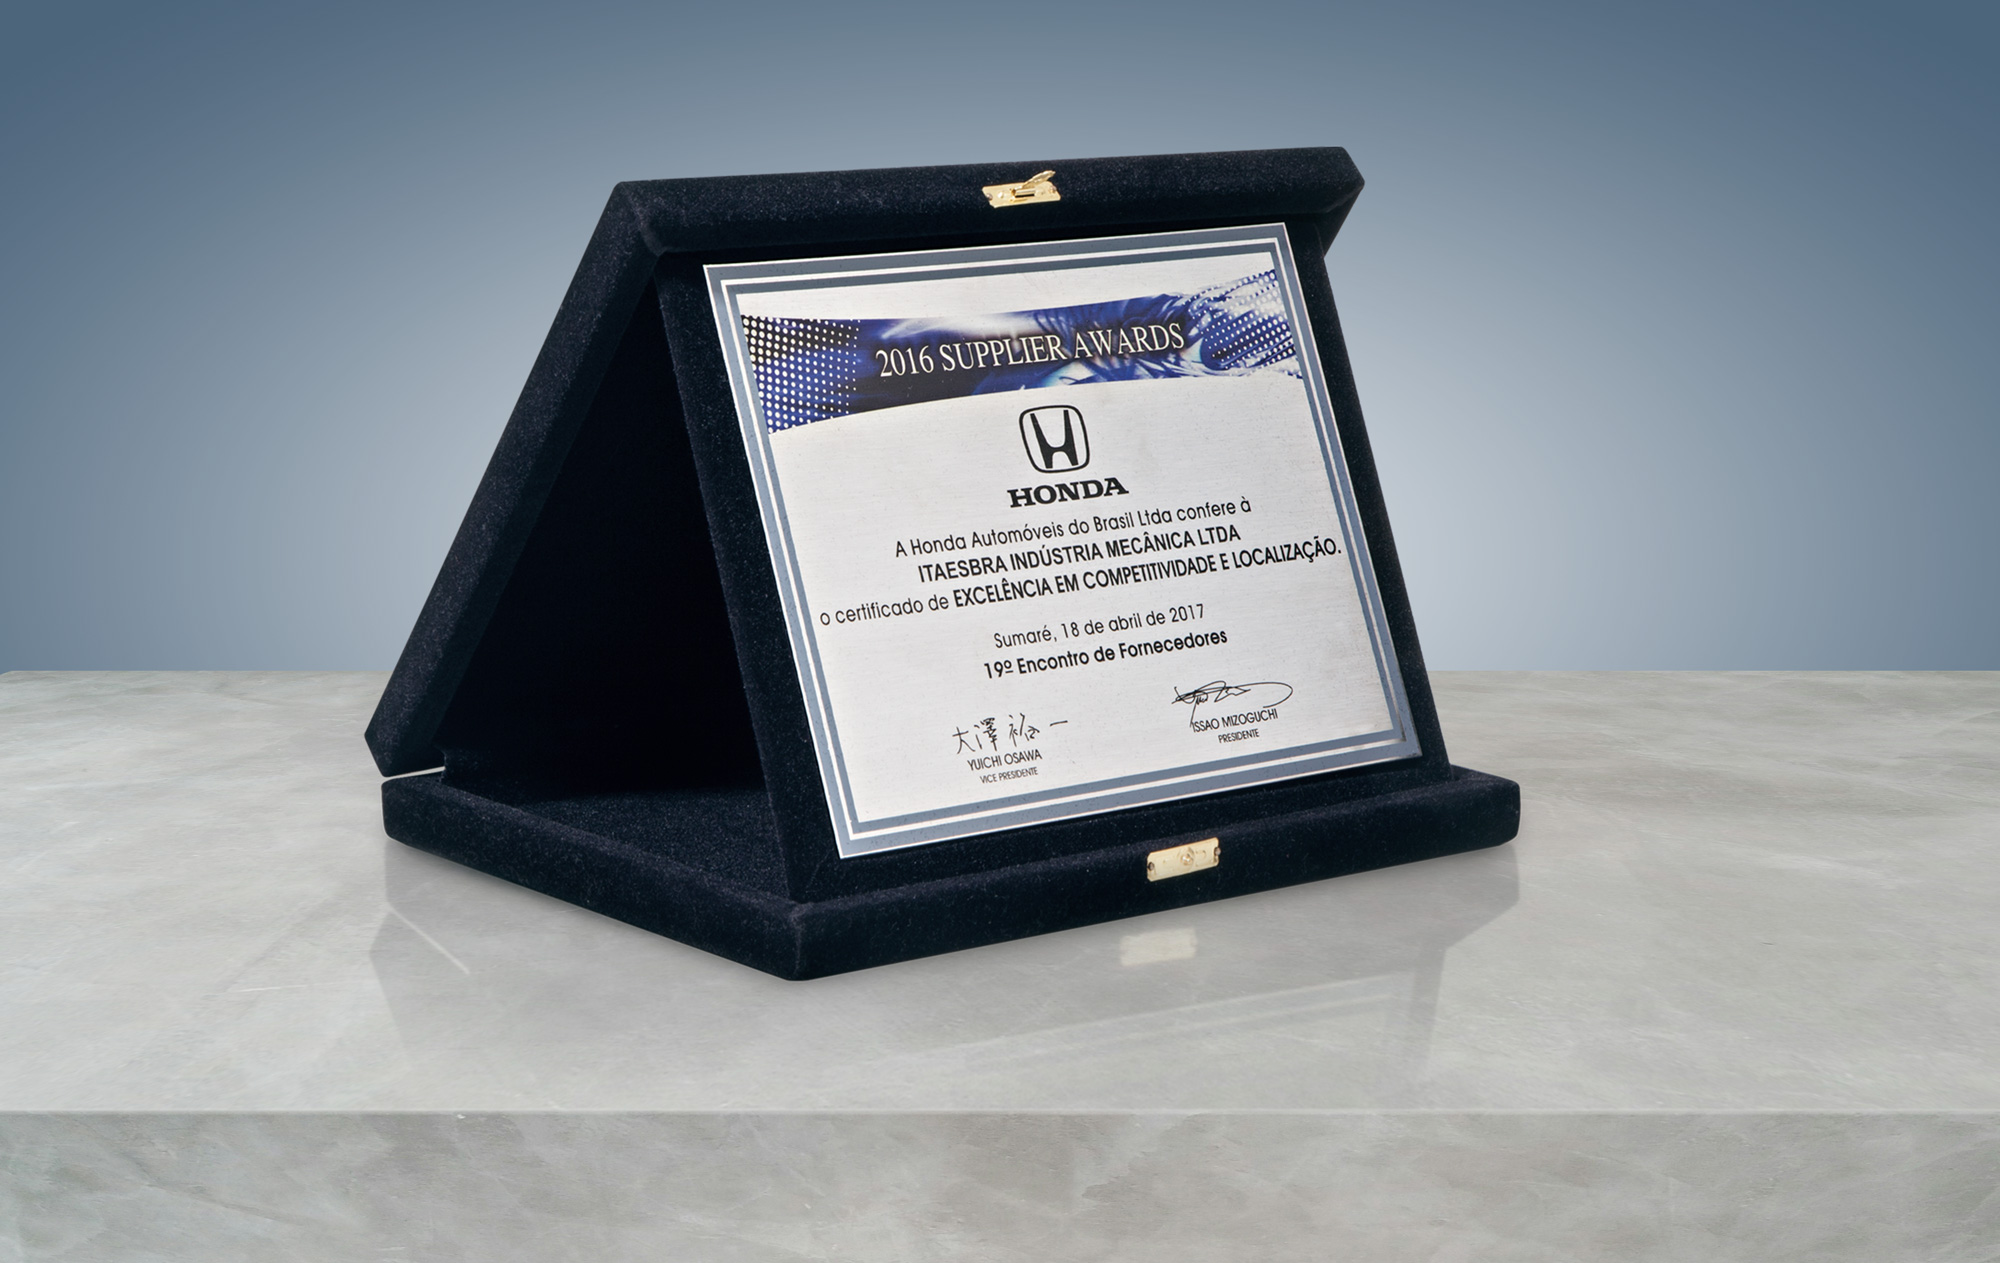 2016 SUPPLIER AWARDS
HONDA
A Honda Automóveis do Brasil Ltda confere à
ITAESBRA INDÚSTRIA MECÂNICA LTDA
o certificado de EXCELÊNCIA EM COMPETITIVIDADE E LOCALIZAÇÃO.
Sumaré, 18 de abril de 2017
19º Encontro de Fornecedores
大澤 裕一
YUICHI OSAWA
VICE PRESIDENTE
ISSAO MIZOGUCHI
PRESIDENTE